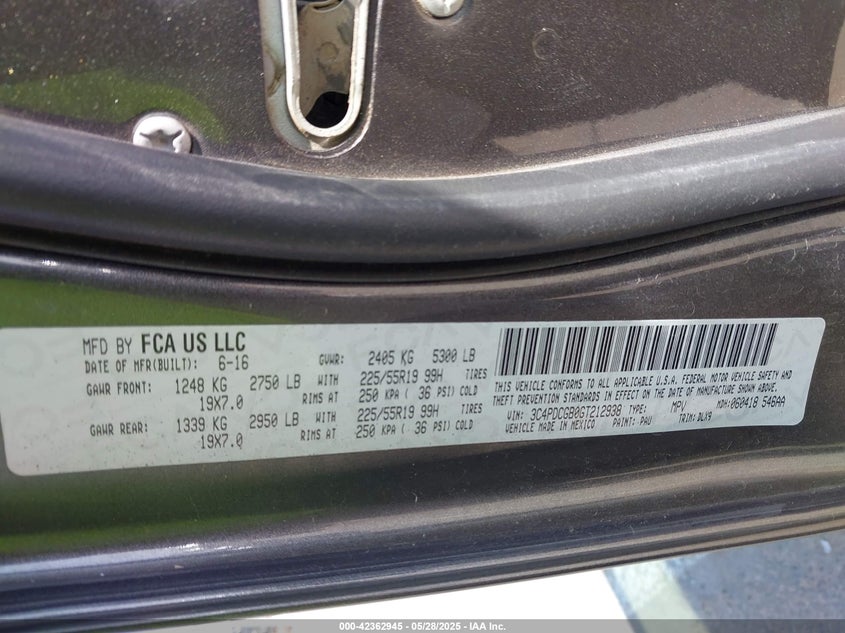 MFD BY FCA US LLC
DATE OF MFR(BUILT): 6-16 GVWR: 2405 KG 5300 LB
GAWR FRONT: 1248 KG 2750 LB WITH 225/55R19 99H TIRES
19X7.0 RIMS AT 250 KPA ( 36 PSI) COLD
GAWR REAR: 1339 KG 2950 LB WITH 225/55R19 99H TIRES
19X7.0 RIMS AT 250 KPA ( 36 PSI) COLD
THIS VEHICLE CONFORMS TO ALL APPLICABLE U.S.A. FEDERAL MOTOR VEHICLE SAFETY AND
THEFT PREVENTION STANDARDS IN EFFECT ON THE DATE OF MANUFACTURE SHOWN ABOVE.
VIN: 3C4PDCGB0GT212938 TYPE: MPV MDH: 060418 546AA
VEHICLE MADE IN MEXICO PAINT: PAU TRIM: DLX9
000-42362945 - 05/28/2025 - IAA Inc.